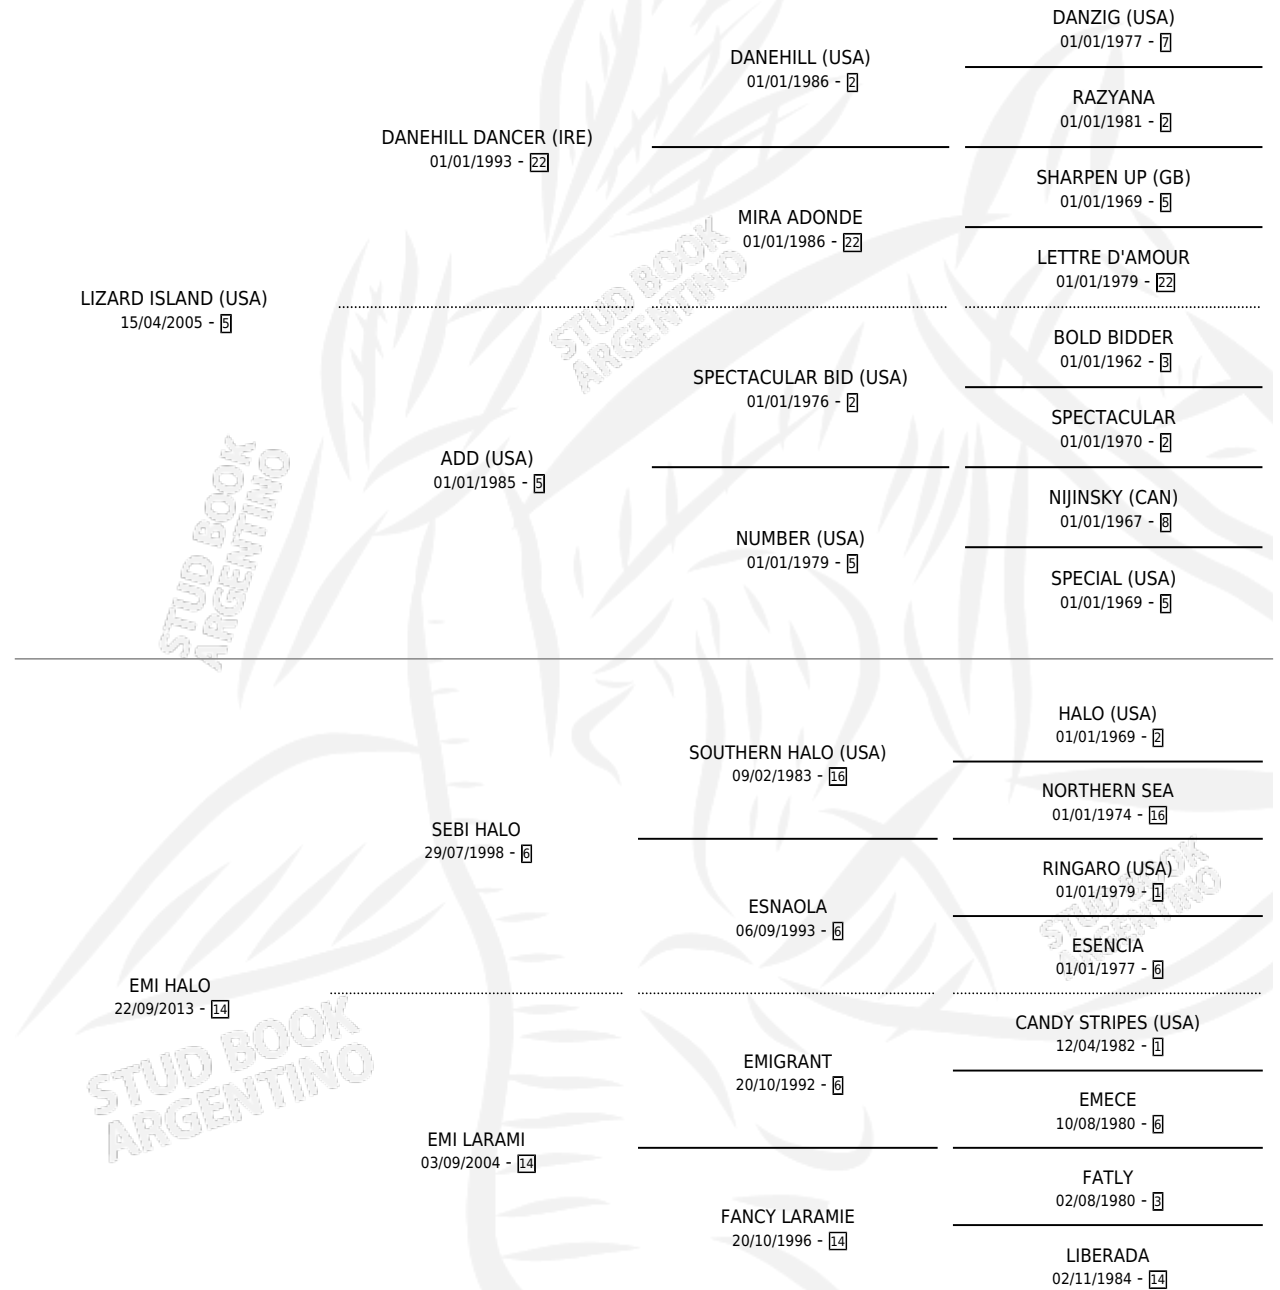 DANZIG (USA)
01/01/1977 - 7
DANEHILL (USA)
01/01/1986 - 2
RAZYANA
01/01/1981 - 2
DANEHILL DANCER (IRE)
01/01/1993 - 22
SHARPEN UP (GB)
01/01/1969 - 5
MIRA ADONDE
01/01/1986 - 22
LETTRE D'AMOUR
01/01/1979 - 22
LIZARD ISLAND (USA)
15/04/2005 - 5
BOLD BIDDER
01/01/1962 - 3
SPECTACULAR BID (USA)
01/01/1976 - 2
SPECTACULAR
01/01/1970 - 2
ADD (USA)
01/01/1985 - 5
NIJINSKY (CAN)
01/01/1967 - 8
NUMBER (USA)
01/01/1979 - 5
SPECIAL (USA)
01/01/1969 - 5
HALO (USA)
01/01/1969 - 2
SOUTHERN HALO (USA)
09/02/1983 - 16
NORTHERN SEA
01/01/1974 - 16
SEBI HALO
29/07/1998 - 6
RINGARO (USA)
01/01/1979 - 1
ESNAOLA
06/09/1993 - 6
ESENCIA
01/01/1977 - 6
EMI HALO
22/09/2013 - 14
CANDY STRIPES (USA)
12/04/1982 - 1
EMIGRANT
20/10/1992 - 6
EMECE
10/08/1980 - 6
EMI LARAMI
03/09/2004 - 14
FATLY
02/08/1980 - 3
FANCY LARAMIE
20/10/1996 - 14
LIBERADA
02/11/1984 - 14
STUD BOOK
ARGENTINO
STUD BOOK
ARGENTINO
STUD BOOK
ARGENTINO
STUD BOOK
ARGENTINO